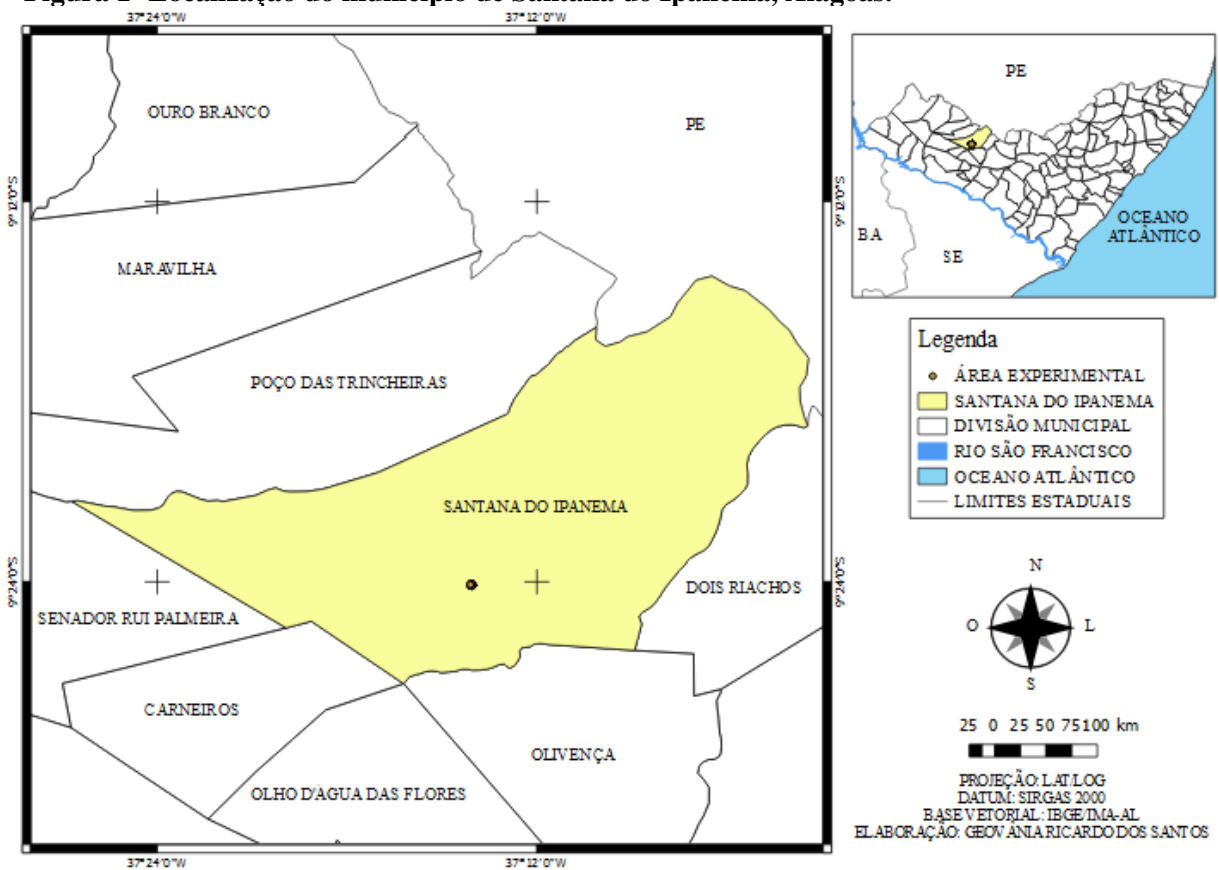 Figura 1- Localização do município de Santana do Ipanema, Alagoas.
37°24'0"W
37°12'0"W
OURO BRANCO
PE
9°12'0"S
9°12'0"S
MARAVILHA
POÇO DAS TRINCHEIRAS
SANTANA DO IPANEMA
9°24'0"S
9°24'0"S
DOIS RIACHOS
SENADOR RUI PALMEIRA
CARNEIROS
OLIVENÇA
OLHO D'AGUA DAS FLORES
37°24'0"W
37°12'0"W
PE
BA
SE
OCEANO
ATLÂNTICO
Legenda
ÁREA EXPERIMENTAL
SANTANA DO IPANEMA
DIVISÃO MUNICIPAL
RIO SÃO FRANCISCO
OCEANO ATLÂNTICO
LIMITES ESTADUAIS
N
O
L
S
25 0 25 50 75100 km
PROJEÇÃO: LAT/LOG
DATUM: SIRGAS 2000
BASE VETORIAL: IBGE/IMA-AL
ELABORAÇÃO: GEOVÂNIA RICARDO DOS SANTOS